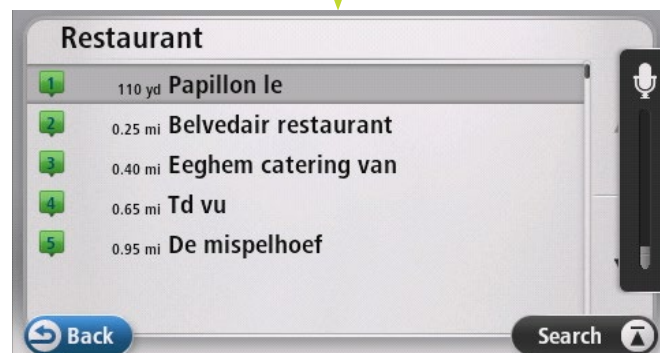 Restaurant
1 110 yd Papillon le
2 0.25 mi Belvedair restaurant
3 0.40 mi Eeghem catering van
4 0.65 mi Td vu
5 0.95 mi De mispelhoef
Back Search